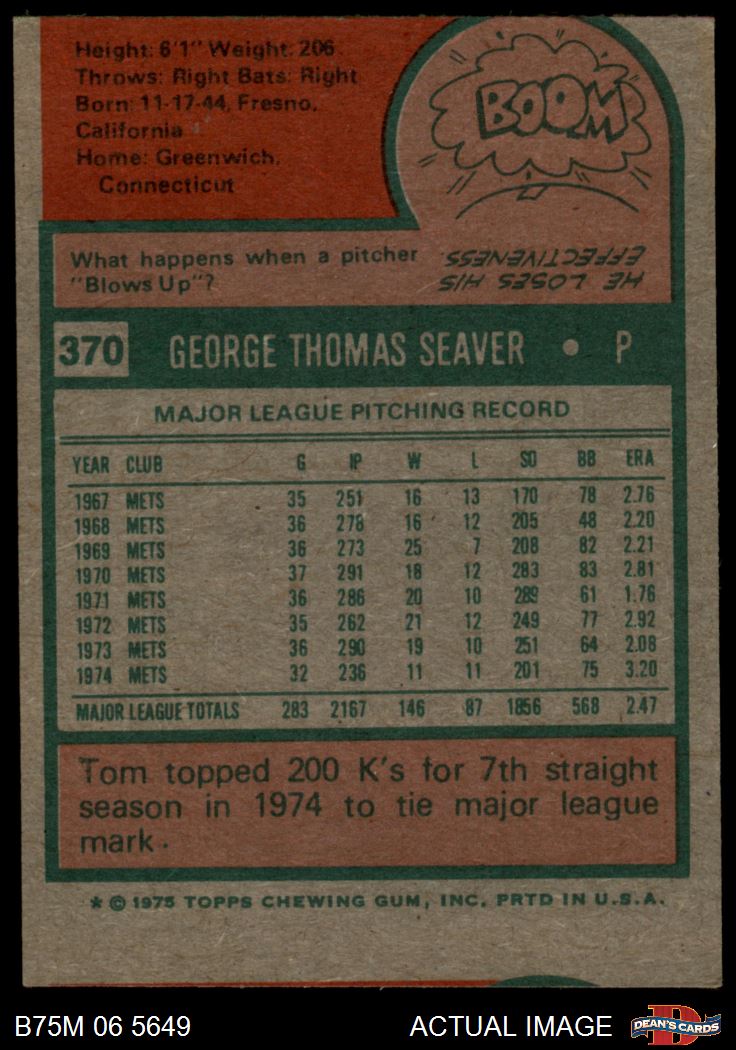 Height: 6'1" Weight: 206
Throws: Right Bats: Right
Born: 11-17-44, Fresno,
California
Home: Greenwich,
Connecticut
BOOM
What happens when a pitcher
"Blows Up"?
HE LOSES HIS
EFFECTIVENESS.
370 GEORGE THOMAS SEAVER • P
MAJOR LEAGUE PITCHING RECORD
YEAR CLUB G IP W L SO BB ERA
1967 METS 35 251 16 13 170 78 2.76
1968 METS 36 278 16 12 205 48 2.20
1969 METS 36 273 25 7 208 82 2.21
1970 METS 37 291 18 12 283 83 2.81
1971 METS 36 286 20 10 289 61 1.76
1972 METS 35 262 21 12 249 77 2.92
1973 METS 36 290 19 10 251 64 2.08
1974 METS 32 236 11 11 201 75 3.20
MAJOR LEAGUE TOTALS 283 2167 146 87 1856 568 2.47
Tom topped 200 K's for 7th straight
season in 1974 to tie major league
mark.
* © 1975 TOPPS CHEWING GUM, INC. PRTD IN U.S.A.
B75M 06 5649 ACTUAL IMAGE D DEAN'S CARDS